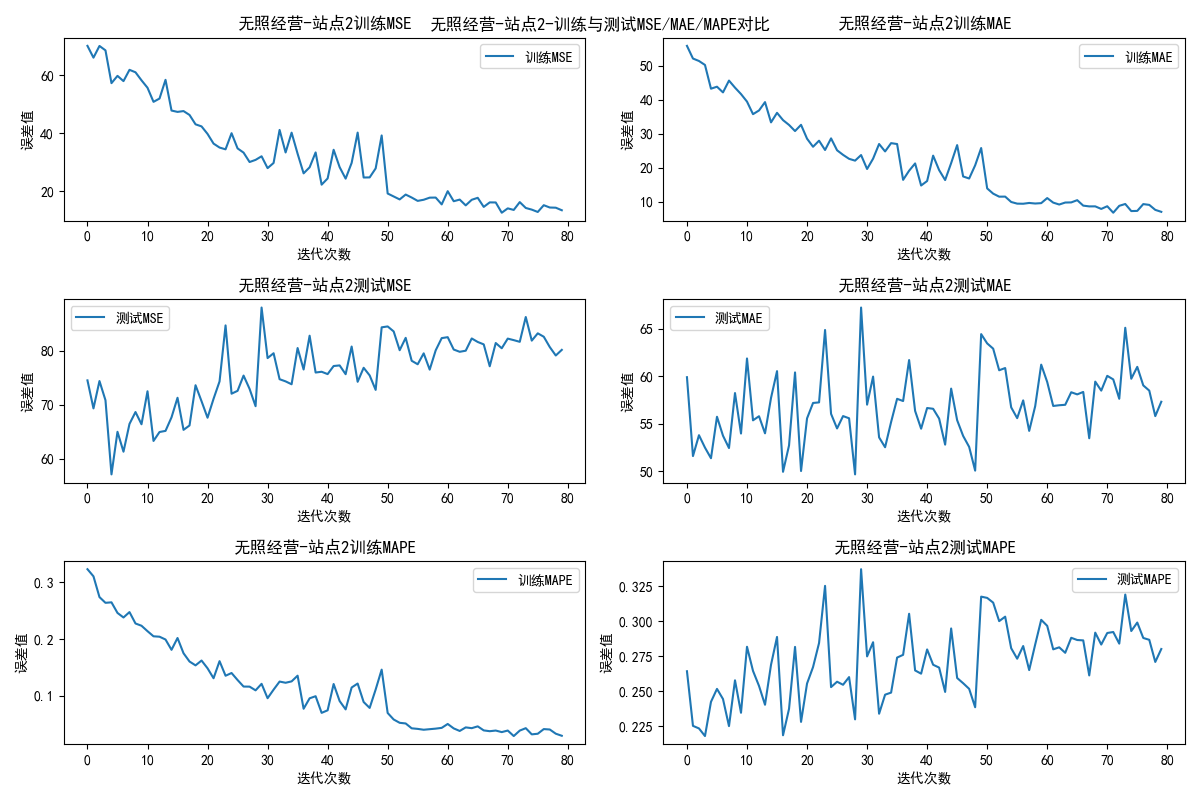 无照经营-站点2-训练与测试MSE/MAE/MAPE对比
无照经营-站点2训练MSE
训练MSE
误差值
60
40
20
0 10 20 30 40 50 60 70 80
迭代次数
无照经营-站点2训练MAE
训练MAE
误差值
50
40
30
20
10
0 10 20 30 40 50 60 70 80
迭代次数
无照经营-站点2测试MSE
测试MSE
误差值
80
70
60
0 10 20 30 40 50 60 70 80
迭代次数
无照经营-站点2测试MAE
测试MAE
误差值
65
60
55
50
0 10 20 30 40 50 60 70 80
迭代次数
无照经营-站点2训练MAPE
训练MAPE
误差值
0.3
0.2
0.1
0 10 20 30 40 50 60 70 80
迭代次数
无照经营-站点2测试MAPE
测试MAPE
误差值
0.325
0.300
0.275
0.250
0.225
0 10 20 30 40 50 60 70 80
迭代次数